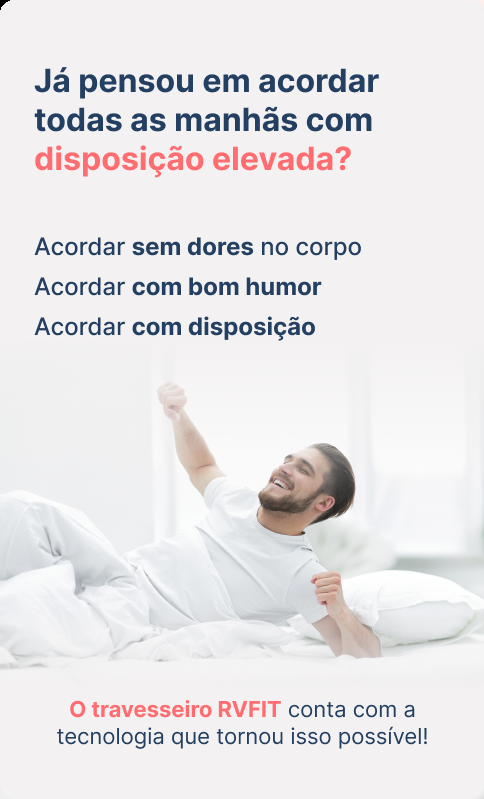 Já pensou em acordar
todas as manhãs com
disposição elevada?
Acordar sem dores no corpo
Acordar com bom humor
Acordar com disposição
O travesseiro RVFIT conta com a
tecnologia que tornou isso possível!